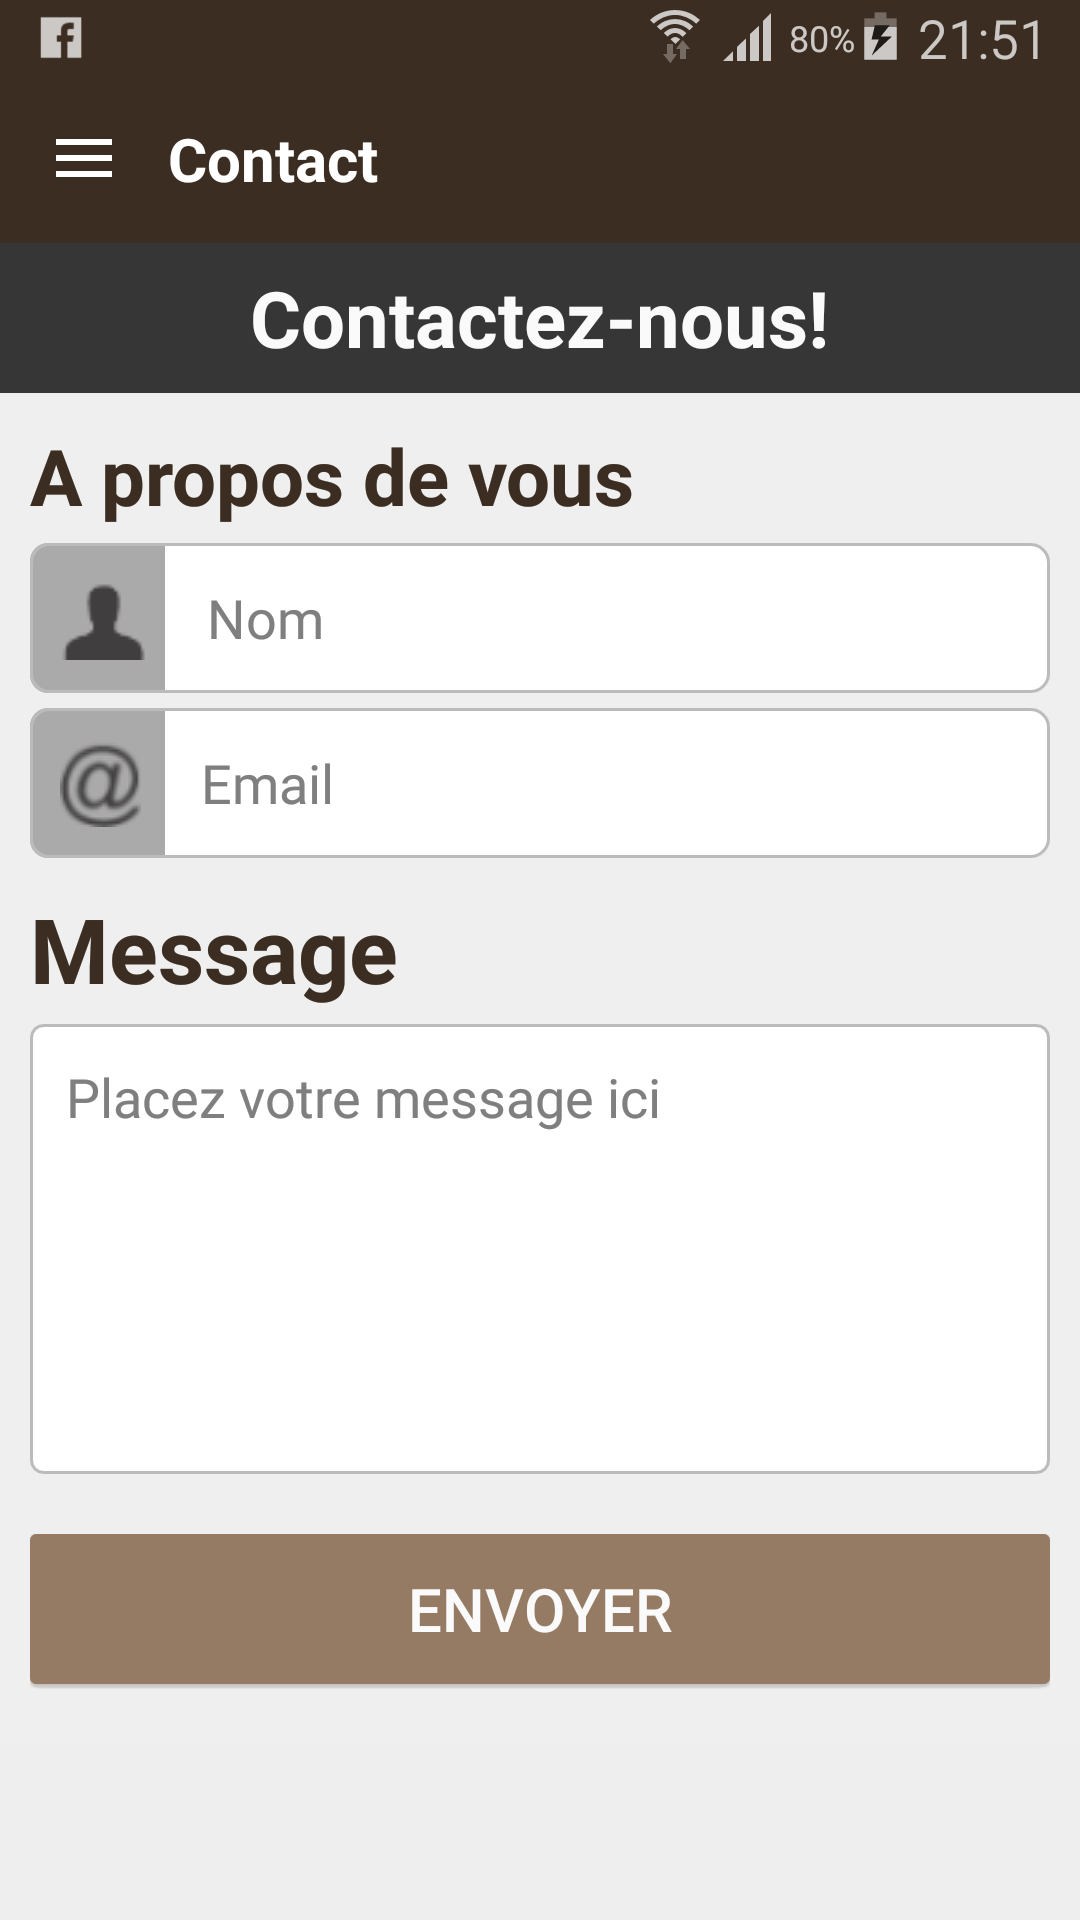 80% 21:51
Contact
Contactez-nous!
A propos de vous
Nom
@ Email
Message
Placez votre message ici
ENVOYER